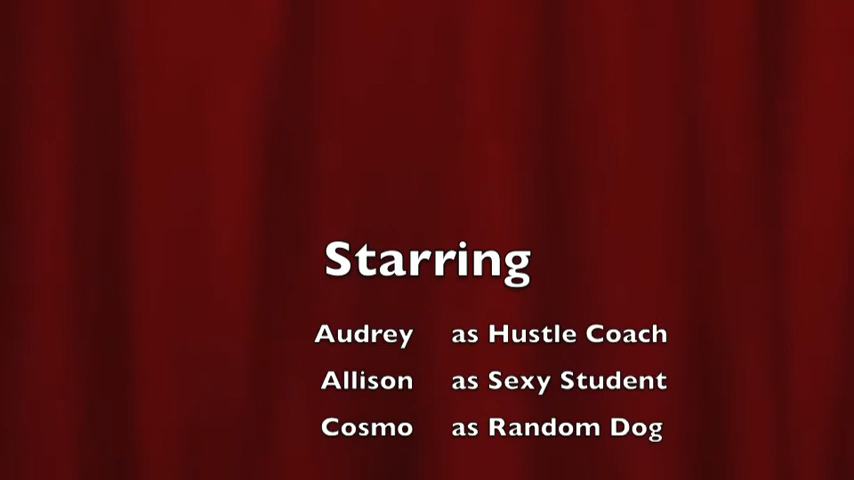 Starring
Audrey as Hustle Coach
Allison as Sexy Student
Cosmo as Random Dog